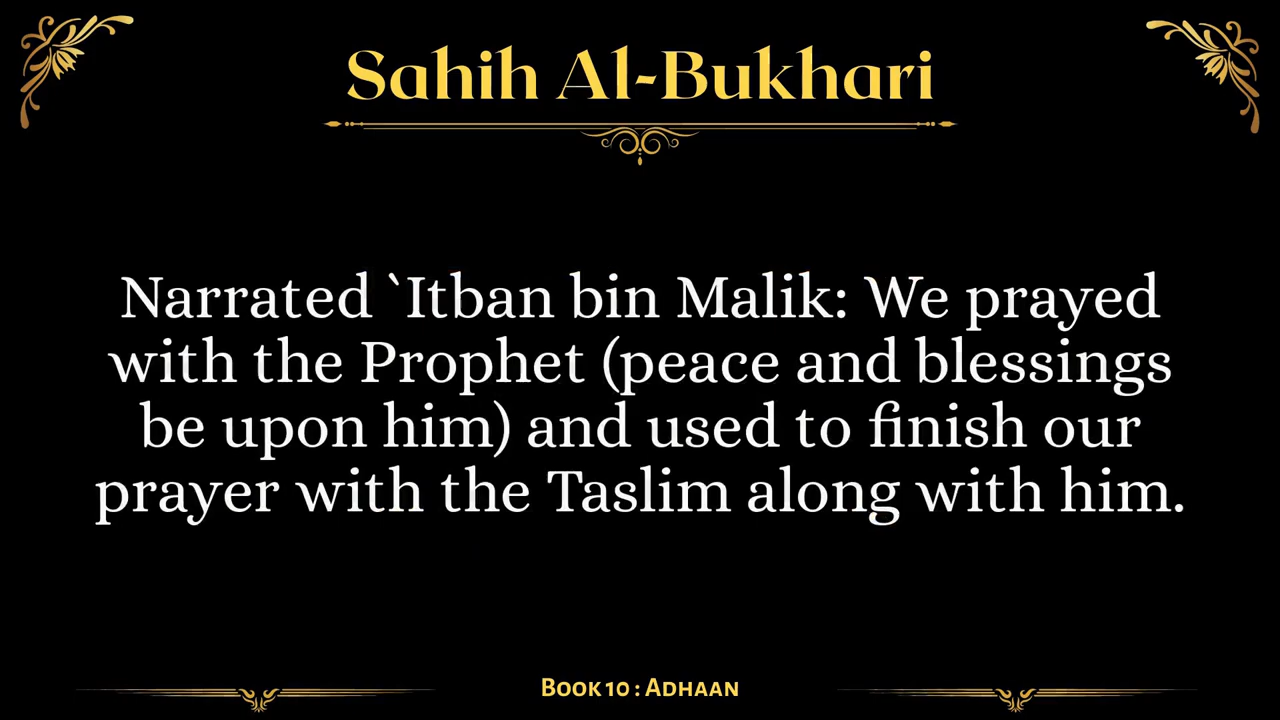 Sahih Al-Bukhari
Narrated `Itban bin Malik: We prayed
with the Prophet (peace and blessings
be upon him) and used to finish our
prayer with the Taslim along with him.
Book 10 : Adhaan